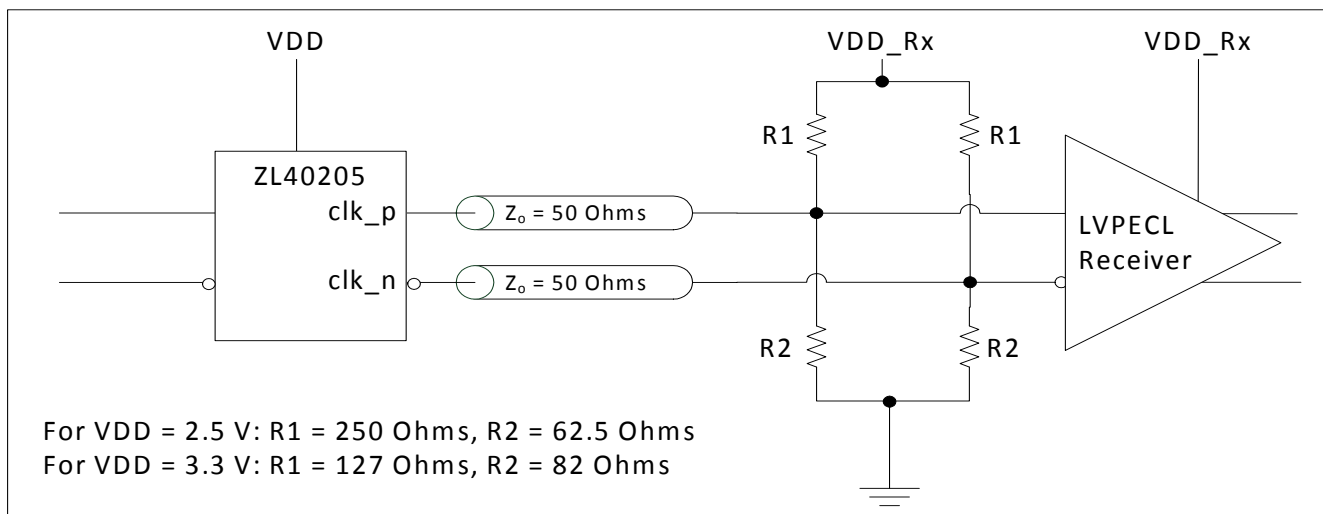 VDD
VDD_Rx
VDD_Rx
R1
R1
ZL40205
clk_p
Zo = 50 Ohms
LVPECL
Receiver
clk_n
Zo = 50 Ohms
R2
R2
For VDD = 2.5 V: R1 = 250 Ohms, R2 = 62.5 Ohms
For VDD = 3.3 V: R1 = 127 Ohms, R2 = 82 Ohms